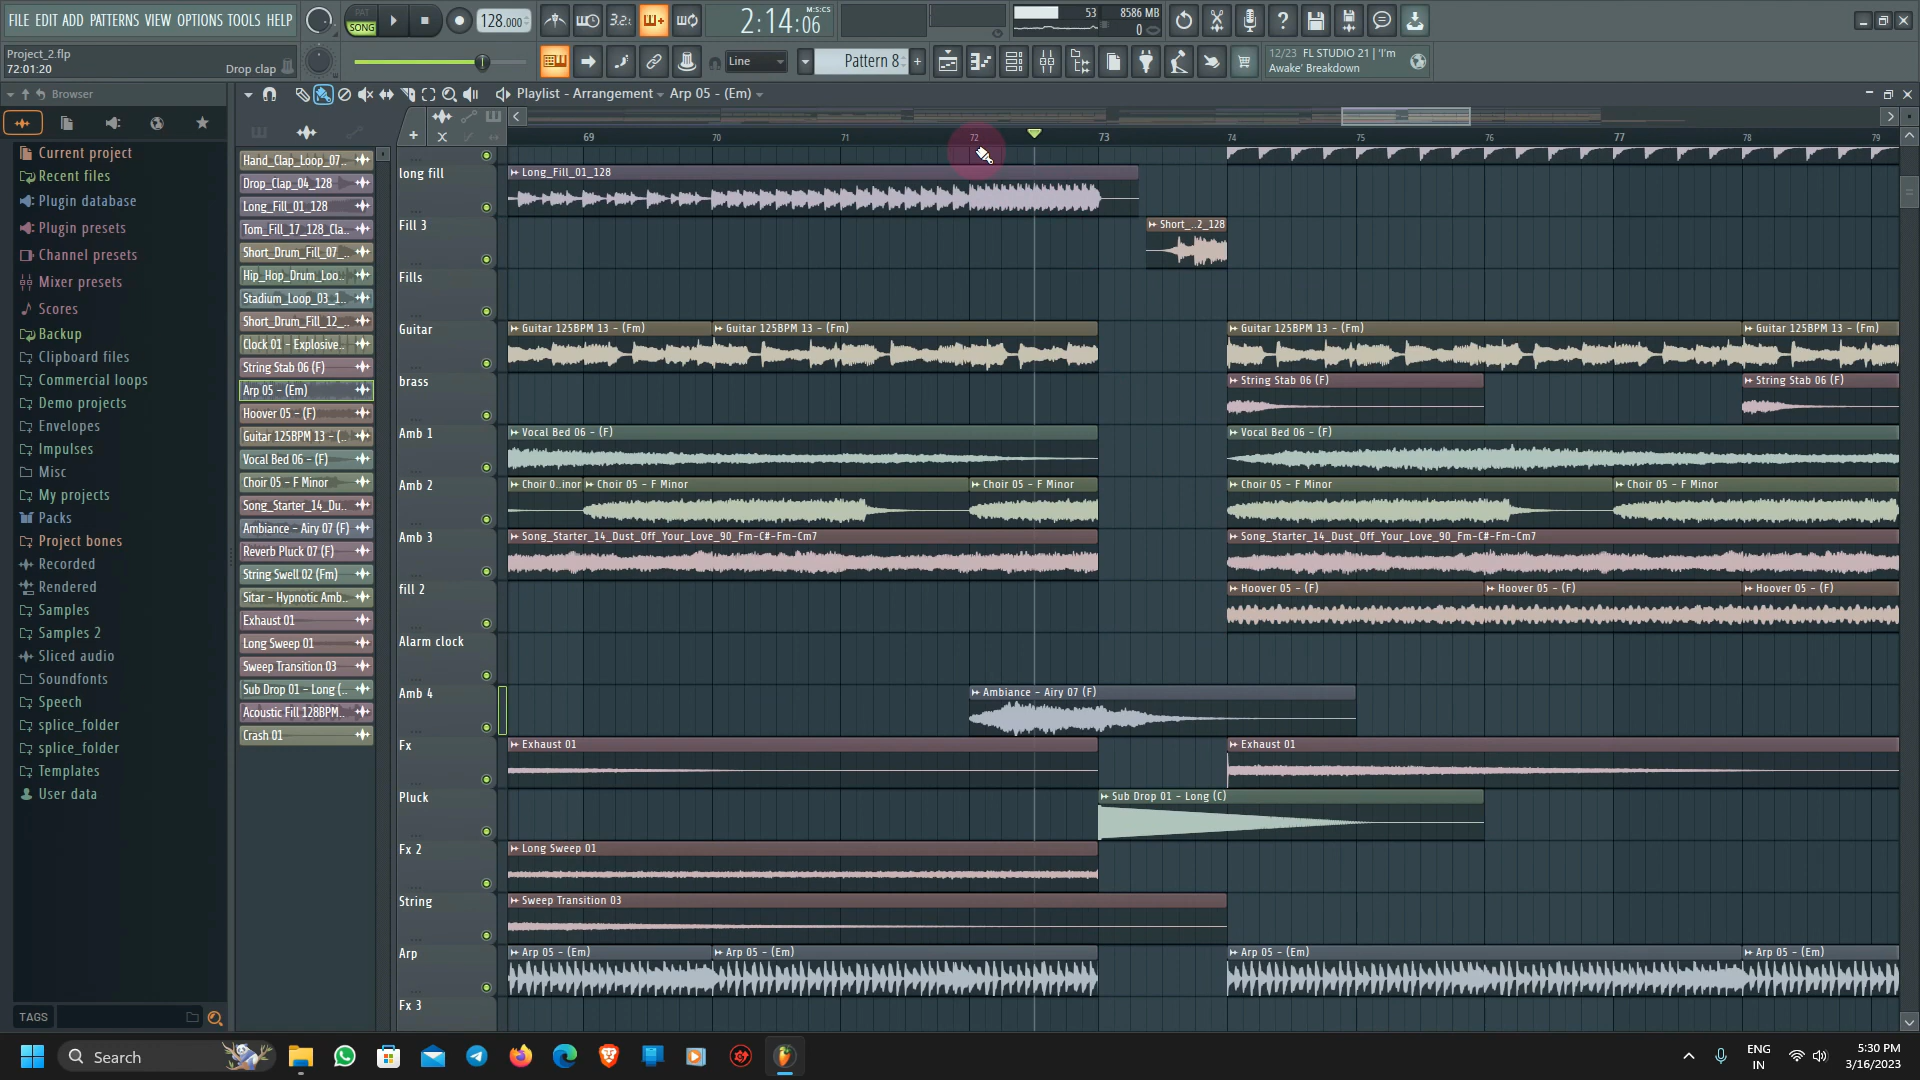 FILE EDIT ADD PATTERNS VIEW OPTIONS TOOLS HELP
PAT
SONG
128.000
3.2.
2:14:06
M:S:CS
53
8586 MB
0
Project_2.flp
72:01:20
Drop clap
Line
Pattern 8
12/23 FL STUDIO 21 | 'I'm
Awake' Breakdown
Browser
Playlist - Arrangement
Arp 05 - (Em)
69
70
71
72
73
74
75
76
77
78
79
Current project
Recent files
Plugin database
Plugin presets
Channel presets
Mixer presets
Scores
Backup
Clipboard files
Commercial loops
Demo projects
Envelopes
Impulses
Misc
My projects
Packs
Project bones
Recorded
Rendered
Samples
Samples 2
Sliced audio
Soundfonts
Speech
splice_folder
splice_folder
Templates
User data
TAGS
Hand_Clap_Loop_07..
Drop_Clap_04_128
Long_Fill_01_128
Tom_Fill_17_128_Cla..
Short_Drum_Fill_07_..
Hip_Hop_Drum_Loo..
Stadium_Loop_03_1..
Short_Drum_Fill_12_..
Clock 01 - Explosive..
String Stab 06 (F)
Arp 05 - (Em)
Hoover 05 - (F)
Guitar 125BPM 13 - (..
Vocal Bed 06 - (F)
Choir 05 - F Minor
Song_Starter_14_Du..
Ambiance - Airy 07 (F)
Reverb Pluck 07 (F)
String Swell 02 (Fm)
Sitar - Hypnotic Amb..
Exhaust 01
Long Sweep 01
Sweep Transition 03
Sub Drop 01 - Long (..
Acoustic Fill 128BPM..
Crash 01
long fill
Long_Fill_01_128
Fill 3
Short_..2_128
Fills
Guitar
Guitar 125BPM 13 - (Fm)
Guitar 125BPM 13 - (Fm)
Guitar 125BPM 13 - (Fm)
Guitar 125BPM 13 - (Fm)
brass
String Stab 06 (F)
String Stab 06 (F)
Amb 1
Vocal Bed 06 - (F)
Vocal Bed 06 - (F)
Amb 2
Choir 0..inor
Choir 05 - F Minor
Choir 05 - F Minor
Choir 05 - F Minor
Choir 05 - F Minor
Amb 3
Song_Starter_14_Dust_Off_Your_Love_90_Fm-C#-Fm-Cm7
Song_Starter_14_Dust_Off_Your_Love_90_Fm-C#-Fm-Cm7
fill 2
Hoover 05 - (F)
Hoover 05 - (F)
Hoover 05 - (F)
Alarm clock
Amb 4
Ambiance - Airy 07 (F)
Fx
Exhaust 01
Exhaust 01
Pluck
Sub Drop 01 - Long (C)
Fx 2
Long Sweep 01
String
Sweep Transition 03
Arp
Arp 05 - (Em)
Arp 05 - (Em)
Arp 05 - (Em)
Arp 05 - (Em)
Fx 3
Search
ENG
IN
5:30 PM
3/16/2023